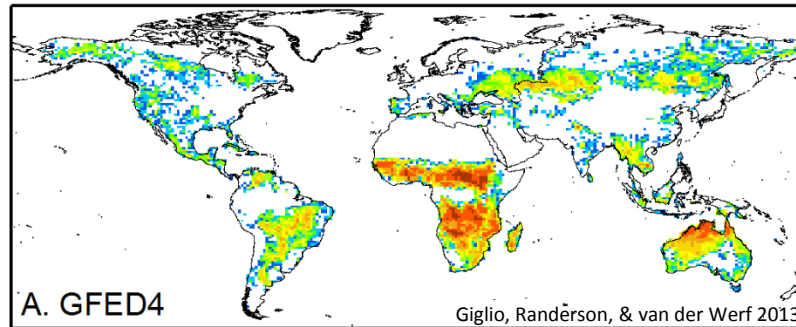 A. GFED4
Giglio, Randerson, & van der Werf 2013